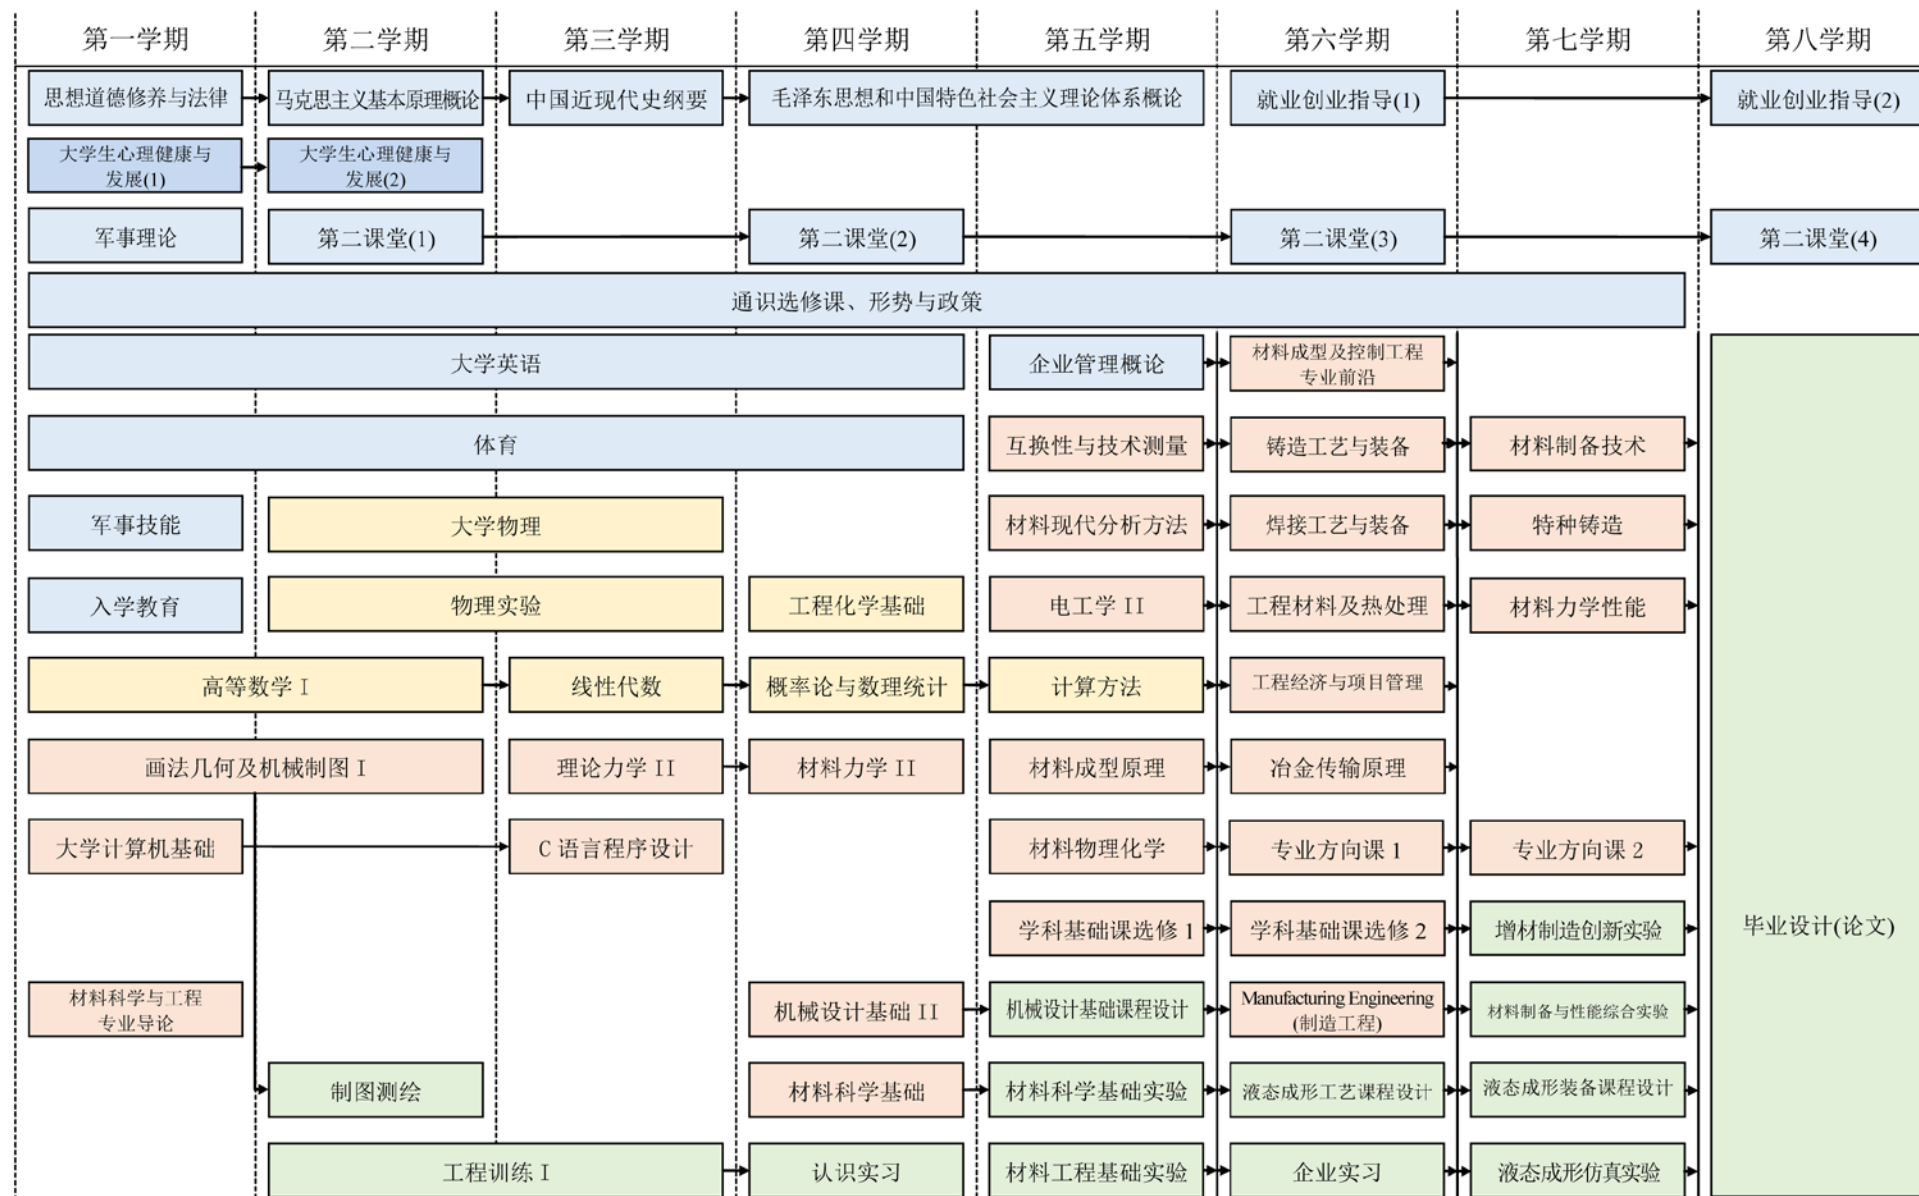 第一学期
第二学期
第三学期
第四学期
第五学期
第六学期
第七学期
第八学期
思想道德修养与法律
马克思主义基本原理概论
中国近现代史纲要
毛泽东思想和中国特色社会主义理论体系概论
就业创业指导(1)
就业创业指导(2)
大学生心理健康与
发展(1)
大学生心理健康与
发展(2)
军事理论
第二课堂(1)
第二课堂(2)
第二课堂(3)
第二课堂(4)
通识选修课、形势与政策
大学英语
企业管理概论
材料成型及控制工程
专业前沿
体育
互换性与技术测量
铸造工艺与装备
材料制备技术
军事技能
大学物理
材料现代分析方法
焊接工艺与装备
特种铸造
入学教育
物理实验
工程化学基础
电工学 II
工程材料及热处理
材料力学性能
高等数学 I
线性代数
概率论与数理统计
计算方法
工程经济与项目管理
画法几何及机械制图 I
理论力学 II
材料力学 II
材料成型原理
冶金传输原理
大学计算机基础
C 语言程序设计
材料物理化学
专业方向课 1
专业方向课 2
学科基础课选修 1
学科基础课选修 2
增材制造创新实验
毕业设计(论文)
材料科学与工程
专业导论
机械设计基础 II
机械设计基础课程设计
Manufacturing Engineering
(制造工程)
材料制备与性能综合实验
制图测绘
材料科学基础
材料科学基础实验
液态成形工艺课程设计
液态成形装备课程设计
工程训练 I
认识实习
材料工程基础实验
企业实习
液态成形仿真实验